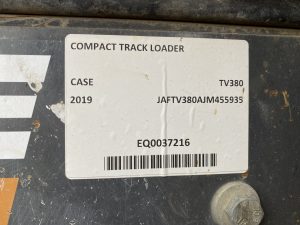 COMPACT TRACK LOADER
CASE TV380
2019 JAFTV380AJM455935
EQ0037216